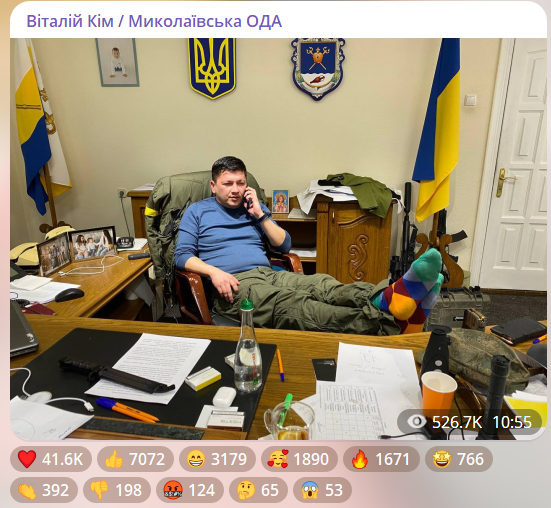 Віталій Кім / Миколаївська ОДА
526.7K 10:55
41.6K 7072 3179 1890 1671 766
392 198 124 65 53